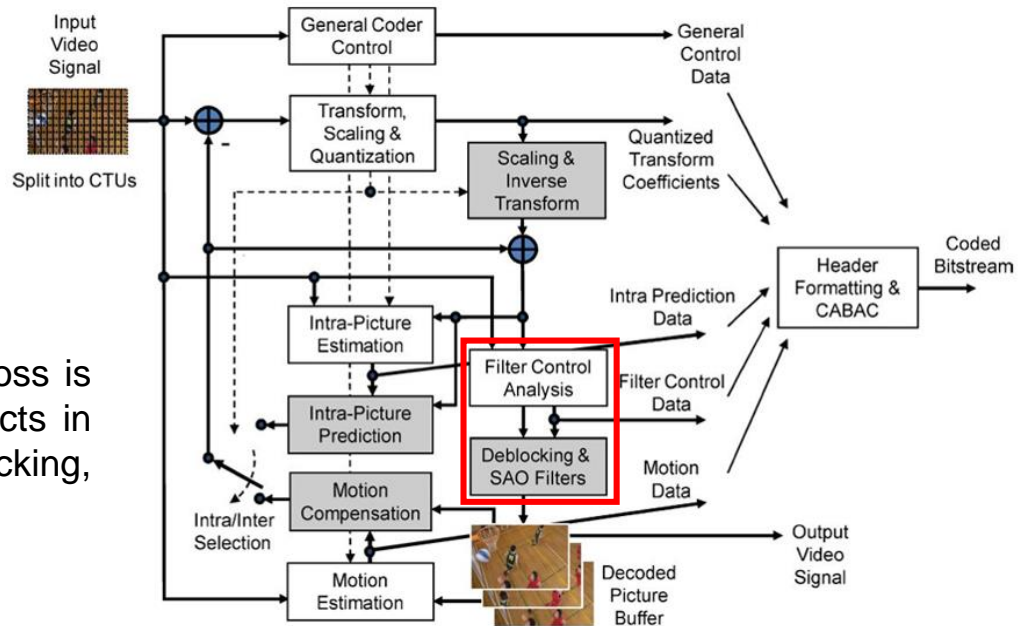 Input
Video
Signal
Split into CTUs
General Coder
Control
General
Control
Data
Transform,
Scaling &
Quantization
-
Quantized
Transform
Coefficients
Scaling &
Inverse
Transform
Header
Formatting &
CABAC
Coded
Bitstream
Intra-Picture
Estimation
Intra Prediction
Data
Filter Control
Analysis
Filter Control
Data
oss is
cts in
cking,
Intra-Picture
Prediction
Deblocking &
SAO Filters
Motion
Compensation
Motion
Data
Intra/Inter
Selection
Output
Video
Signal
Motion
Estimation
Decoded
Picture
Buffer